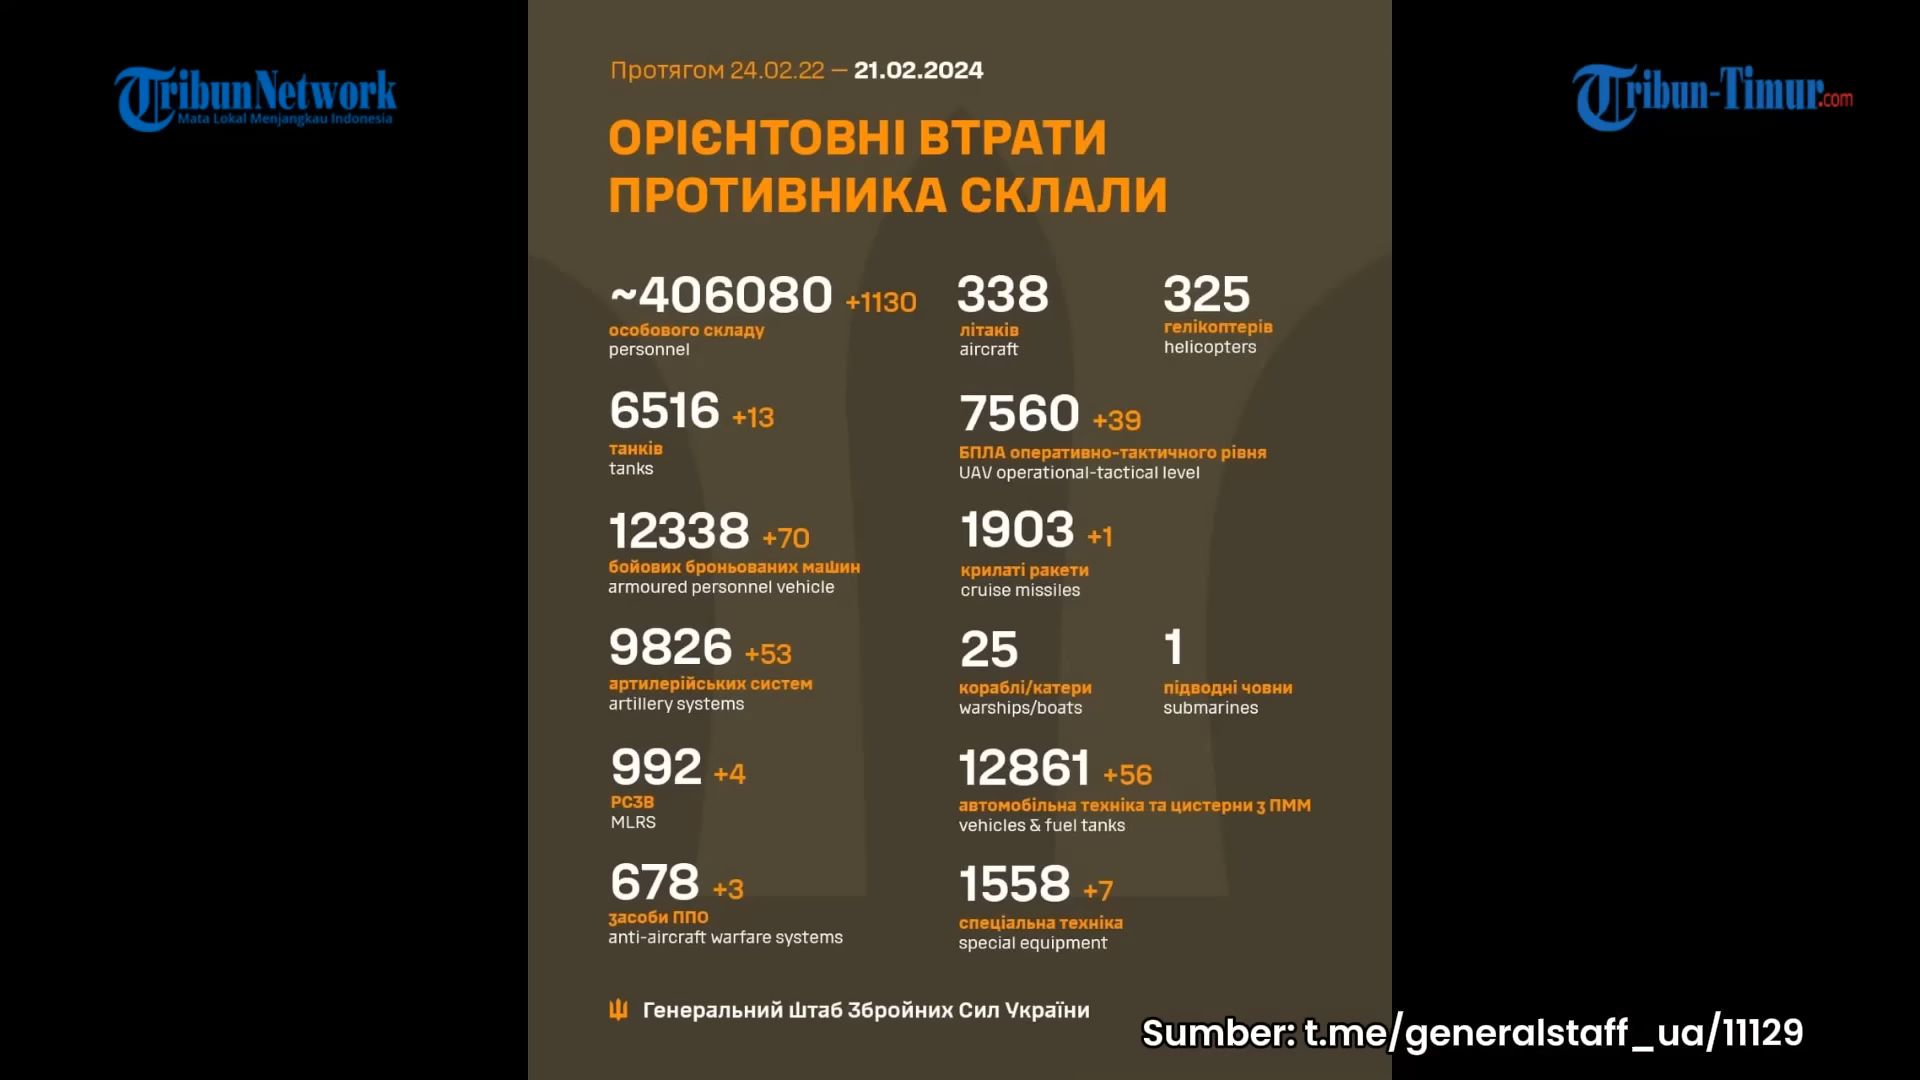 TribunNetwork
Mata Lokal Menjangkau Indonesia
Tribun-Timur.com
Протягом 24.02.22 — 21.02.2024
ОРІЄНТОВНІ ВТРАТИ
ПРОТИВНИКА СКЛАЛИ
~406080 +1130
особового складу
personnel
338
літаків
aircraft
325
гелікоптерів
helicopters
6516 +13
танків
tanks
7560 +39
БПЛА оперативно-тактичного рівня
UAV operational-tactical level
12338 +70
бойових броньованих машин
armoured personnel vehicle
1903 +1
крилаті ракети
cruise missiles
9826 +53
артилерійських систем
artillery systems
25
кораблі/катери
warships/boats
1
підводні човни
submarines
992 +4
РСЗВ
MLRS
12861 +56
автомобільна техніка та цистерни з ПММ
vehicles & fuel tanks
678 +3
засоби ППО
anti-aircraft warfare systems
1558 +7
спеціальна техніка
special equipment
Генеральний штаб Збройних Сил України
Sumber: t.me/generalstaff_ua/11129